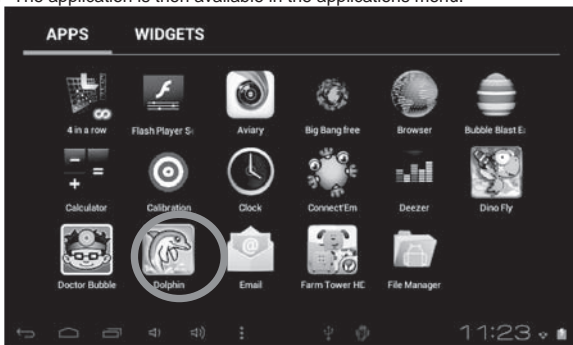 The application is then available in the applications menu.
APPS WIDGETS
4 in a row Flash Player S Aviary Big Bang free Browser Bubble Blast E
Calculator Calibration Clock Connect'Em Deezer Dino Fly
Doctor Bubble Dolphin Email Farm Tower HD File Manager
11:23